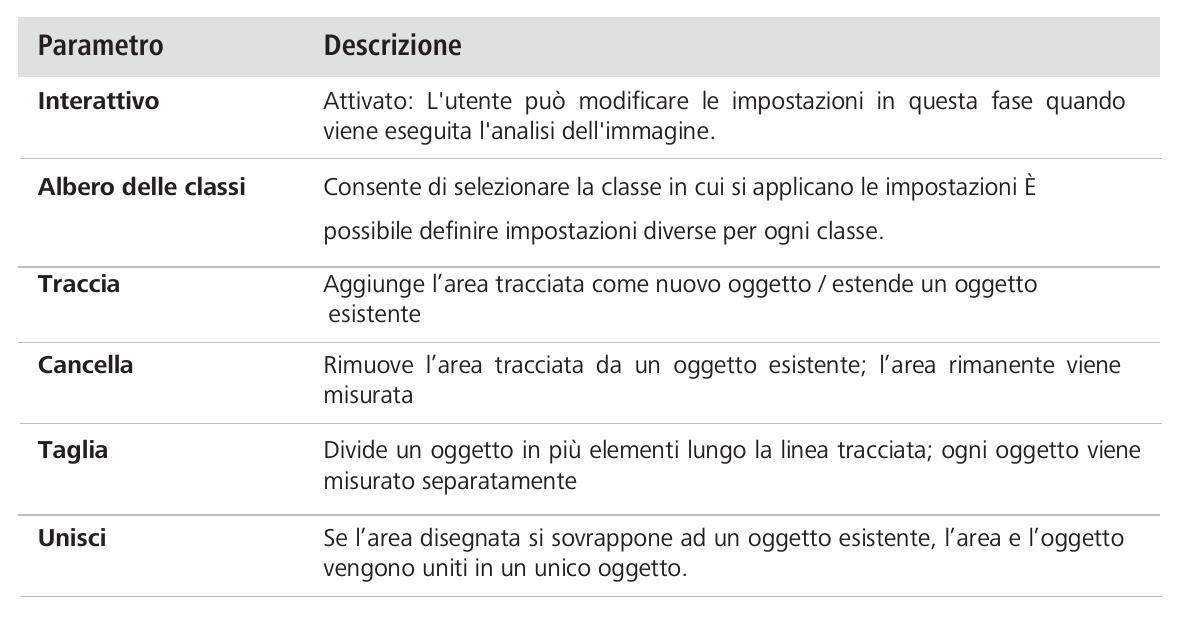 Parametro Descrizione
Interattivo Attivato: L'utente può modificare le impostazioni in questa fase quando
viene eseguita l'analisi dell'immagine.
Albero delle classi Consente di selezionare la classe in cui si applicano le impostazioni È
possibile definire impostazioni diverse per ogni classe.
Traccia Aggiunge l’area tracciata come nuovo oggetto / estende un oggetto
esistente
Cancella Rimuove l’area tracciata da un oggetto esistente; l’area rimanente viene
misurata
Taglia Divide un oggetto in più elementi lungo la linea tracciata; ogni oggetto viene
misurato separatamente
Unisci Se l’area disegnata si sovrappone ad un oggetto esistente, l’area e l’oggetto
vengono uniti in un unico oggetto.